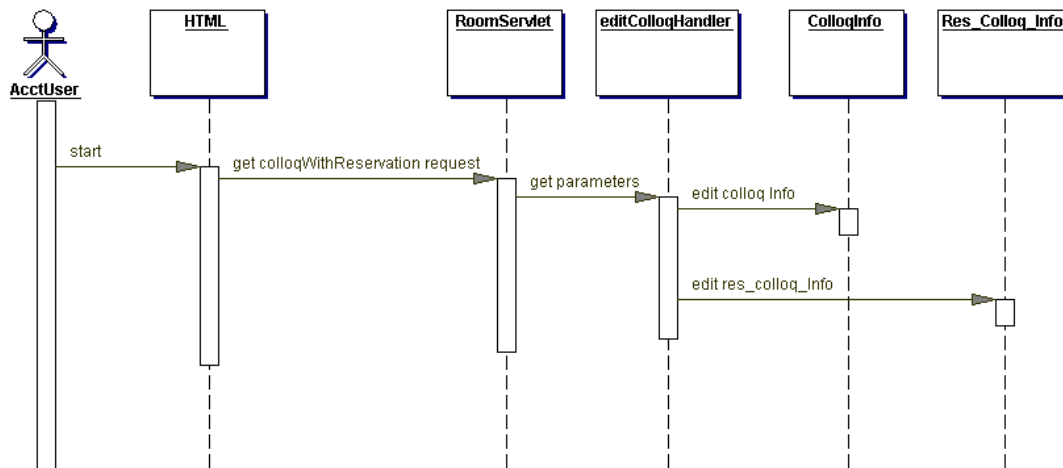 HTML
RoomServlet
editColloqHandler
ColloqInfo
Res_Colloq_Info
AcctUser
start
get colloqWithReservation request
get parameters
edit colloq Info
edit res_colloq_Info